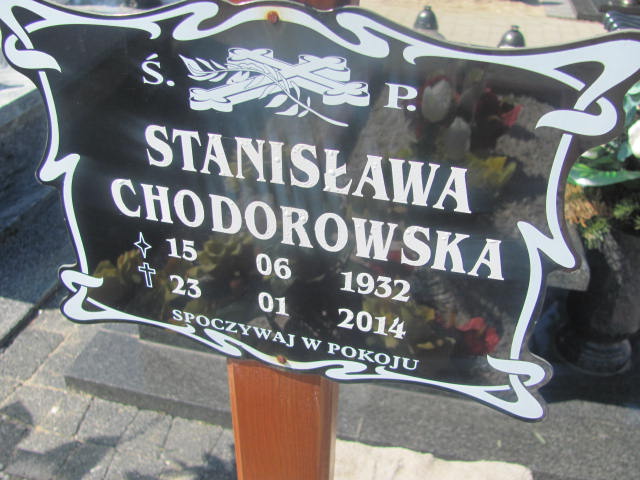 Ś. P.
STANISŁAWA
CHODOROWSKA
15 06 1932
23 01 2014
SPOCZYWAJ W POKOJU